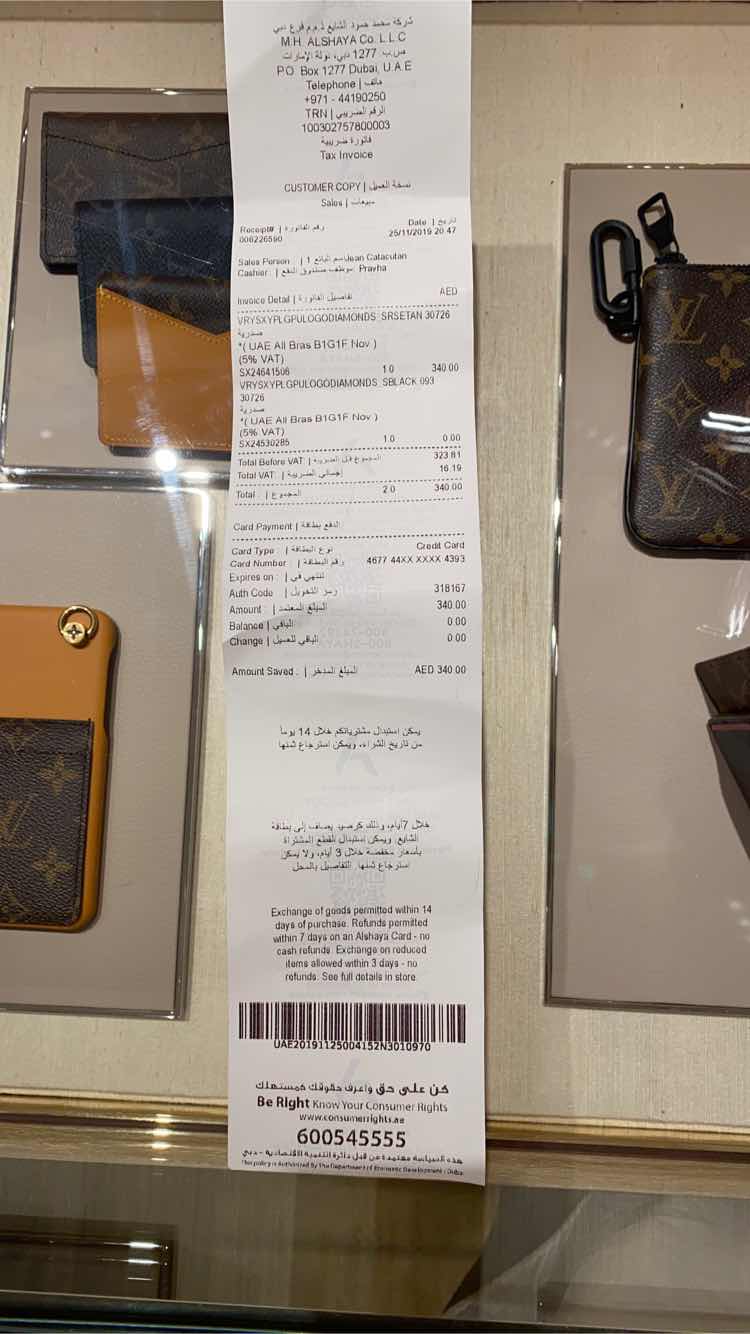 شركة محمد حمود الشايع ذ.م.م فرع دبي
M.H. ALSHAYA Co. L.L.C
ص.ب 1277 دبي، دولة الإمارات
P.O. Box 1277 Dubai, U.A.E
Telephone | هاتف
+971 - 44190250
TRN | الرقم الضريبي
100302757800003
فاتورة ضريبية
Tax Invoice
CUSTOMER COPY | نسخة العميل
Sales | مبيعات
Receipt# | رقم الفاتورة
Date | تاريخ
006226590
25/11/2019 20:47
Sales Person : | اسم البائع 1 Jean Catacutan
Cashier : | موظف صندوق الدفع Pravha
Invoice Detail | تفاصيل الفاتورة AED
VRYSXYPLGPULOGODIAMONDS_SRSETAN 30726
صدرية
*( UAE All Bras B1G1F Nov )
(5% VAT)
SX24641506 1.0 340.00
VRYSXYPLGPULOGODIAMONDS_SBLACK 093
30726
صدرية
*( UAE All Bras B1G1F Nov )
(5% VAT)
SX24530285 1.0 0.00
Total Before VAT: | المجموع قبل الضريبة 323.81
Total VAT: | إجمالي الضريبة 16.19
Total : | المجموع 2.0 340.00
Card Payment | الدفع بطاقة
Card Type : | نوع البطاقة Credit Card
Card Number : | رقم البطاقة 4677 44XX XXXX 4393
Expires on : | تنتهي في
Auth Code : | رمز التخويل 318167
Amount : | المبلغ المعتمد 340.00
Balance | الباقي 0.00
Change | الباقي للعميل 0.00
Amount Saved : | المبلغ المدخر AED 340.00
يمكن استبدال مشترياتكم خلال 14 يوماً
من تاريخ الشراء، ويمكن استرجاع ثمنها
خلال 7أيام، وذلك كرصيد يضاف إلى بطاقة
الشايع. ويمكن استبدال القطع المشتراة
بأسعار مخفضة خلال 3 أيام، ولا يمكن
استرجاع ثمنها. التفاصيل بالمحل
Exchange of goods permitted within 14
days of purchase. Refunds permitted
within 7 days on an Alshaya Card - no
cash refunds. Exchange on reduced
items allowed within 3 days - no
refunds. See full details in store.
UAE20191125004152N3010970
كن على حق واعرف حقوقك كمستهلك
Be Right Know Your Consumer Rights
www.consumerrights.ae
600545555
هذه السياسة معتمدة من قبل دائرة التنمية الاقتصادية - دبي
This policy is Authorized by The Department of Economic Development - Dubai